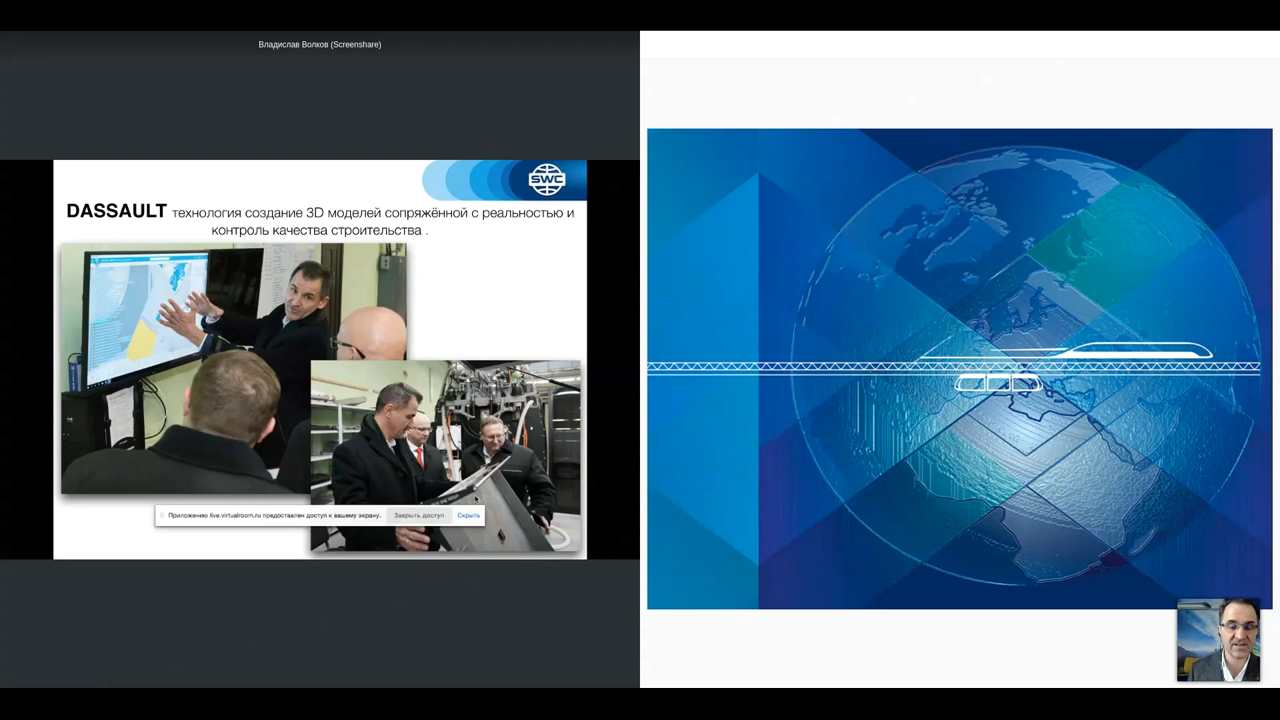 Владислав Волков (Screenshare)
SWC
DASSAULT технология создание 3D моделей сопряжённой с реальностью и
контроль качества строительства .
Приложению live.virtualroom.ru предоставлен доступ к вашему экрану.
Закрыть доступ
Скрыть